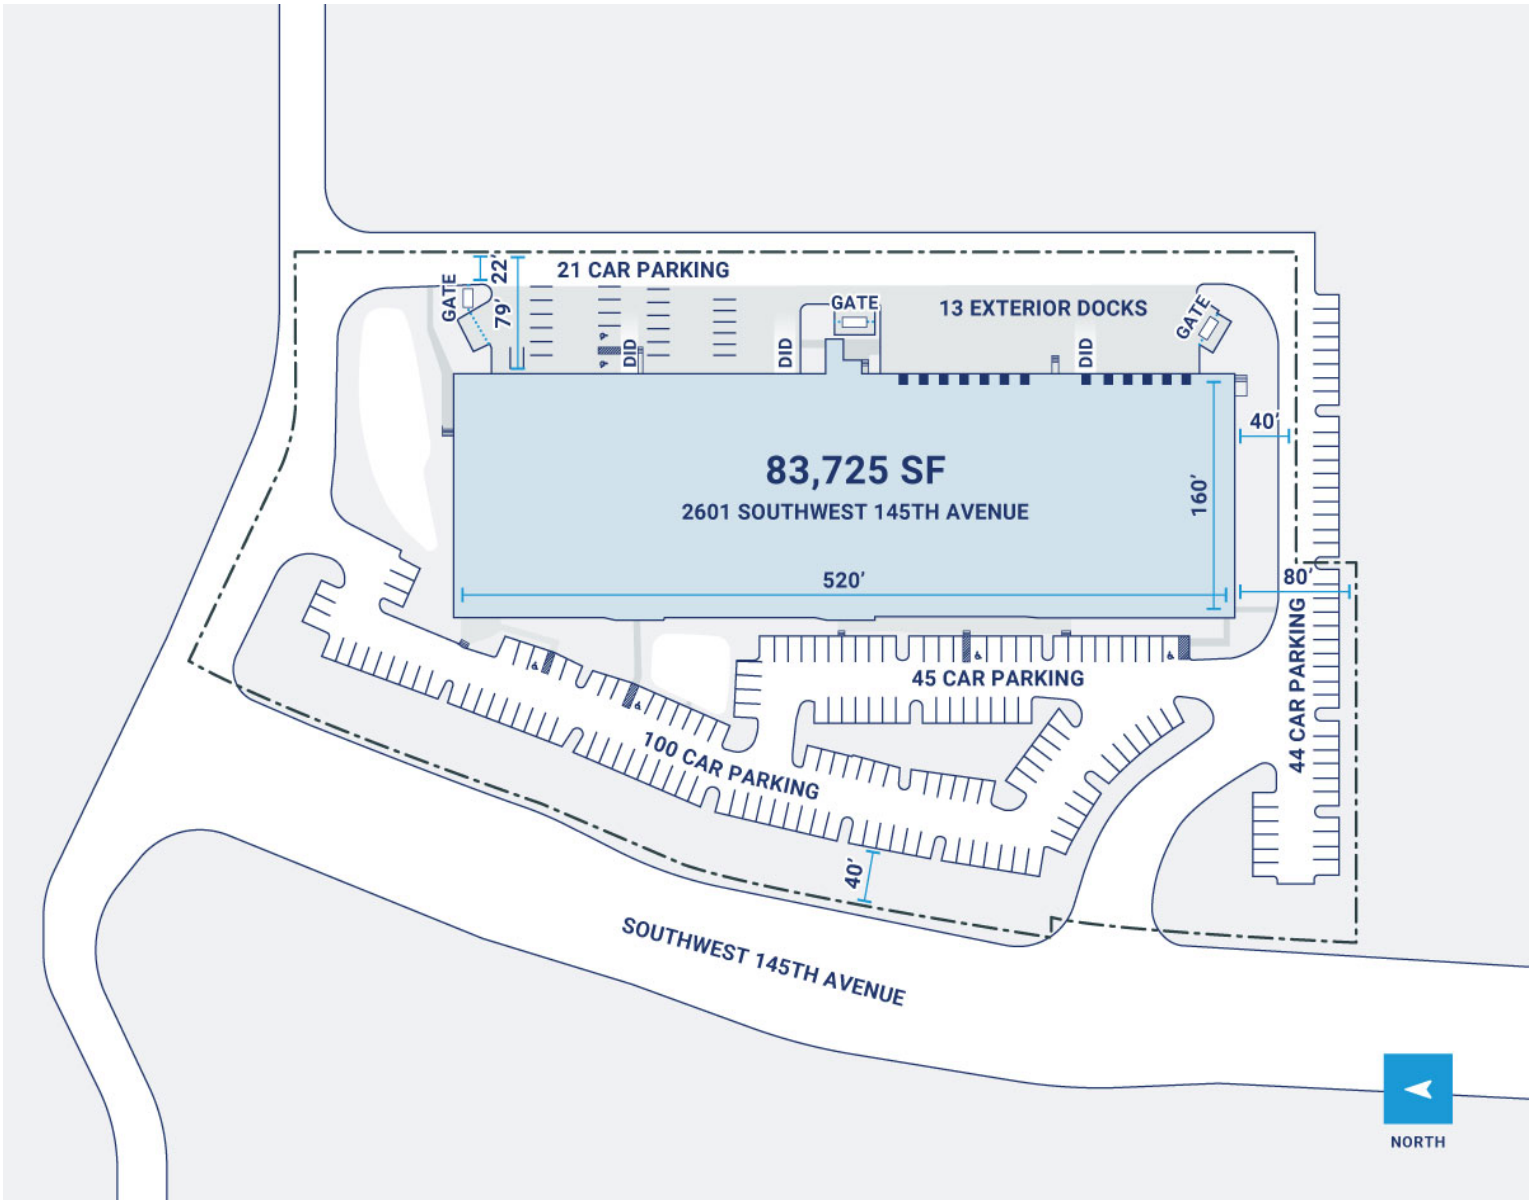 22’
21 CAR PARKING
GATE
79’
GATE
13 EXTERIOR DOCKS
GATE
DID
DID
DID
40’
83,725 SF
2601 SOUTHWEST 145TH AVENUE
160’
520’
80’
44 CAR PARKING
45 CAR PARKING
100 CAR PARKING
40’
SOUTHWEST 145TH AVENUE
NORTH